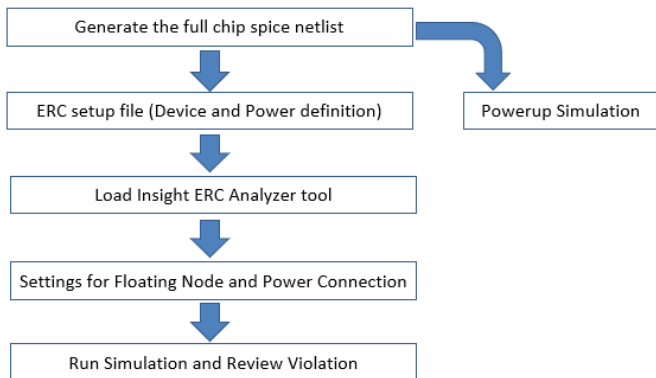 Generate the full chip spice netlist
ERC setup file (Device and Power definition)
Powerup Simulation
Load Insight ERC Analyzer tool
Settings for Floating Node and Power Connection
Run Simulation and Review Violation